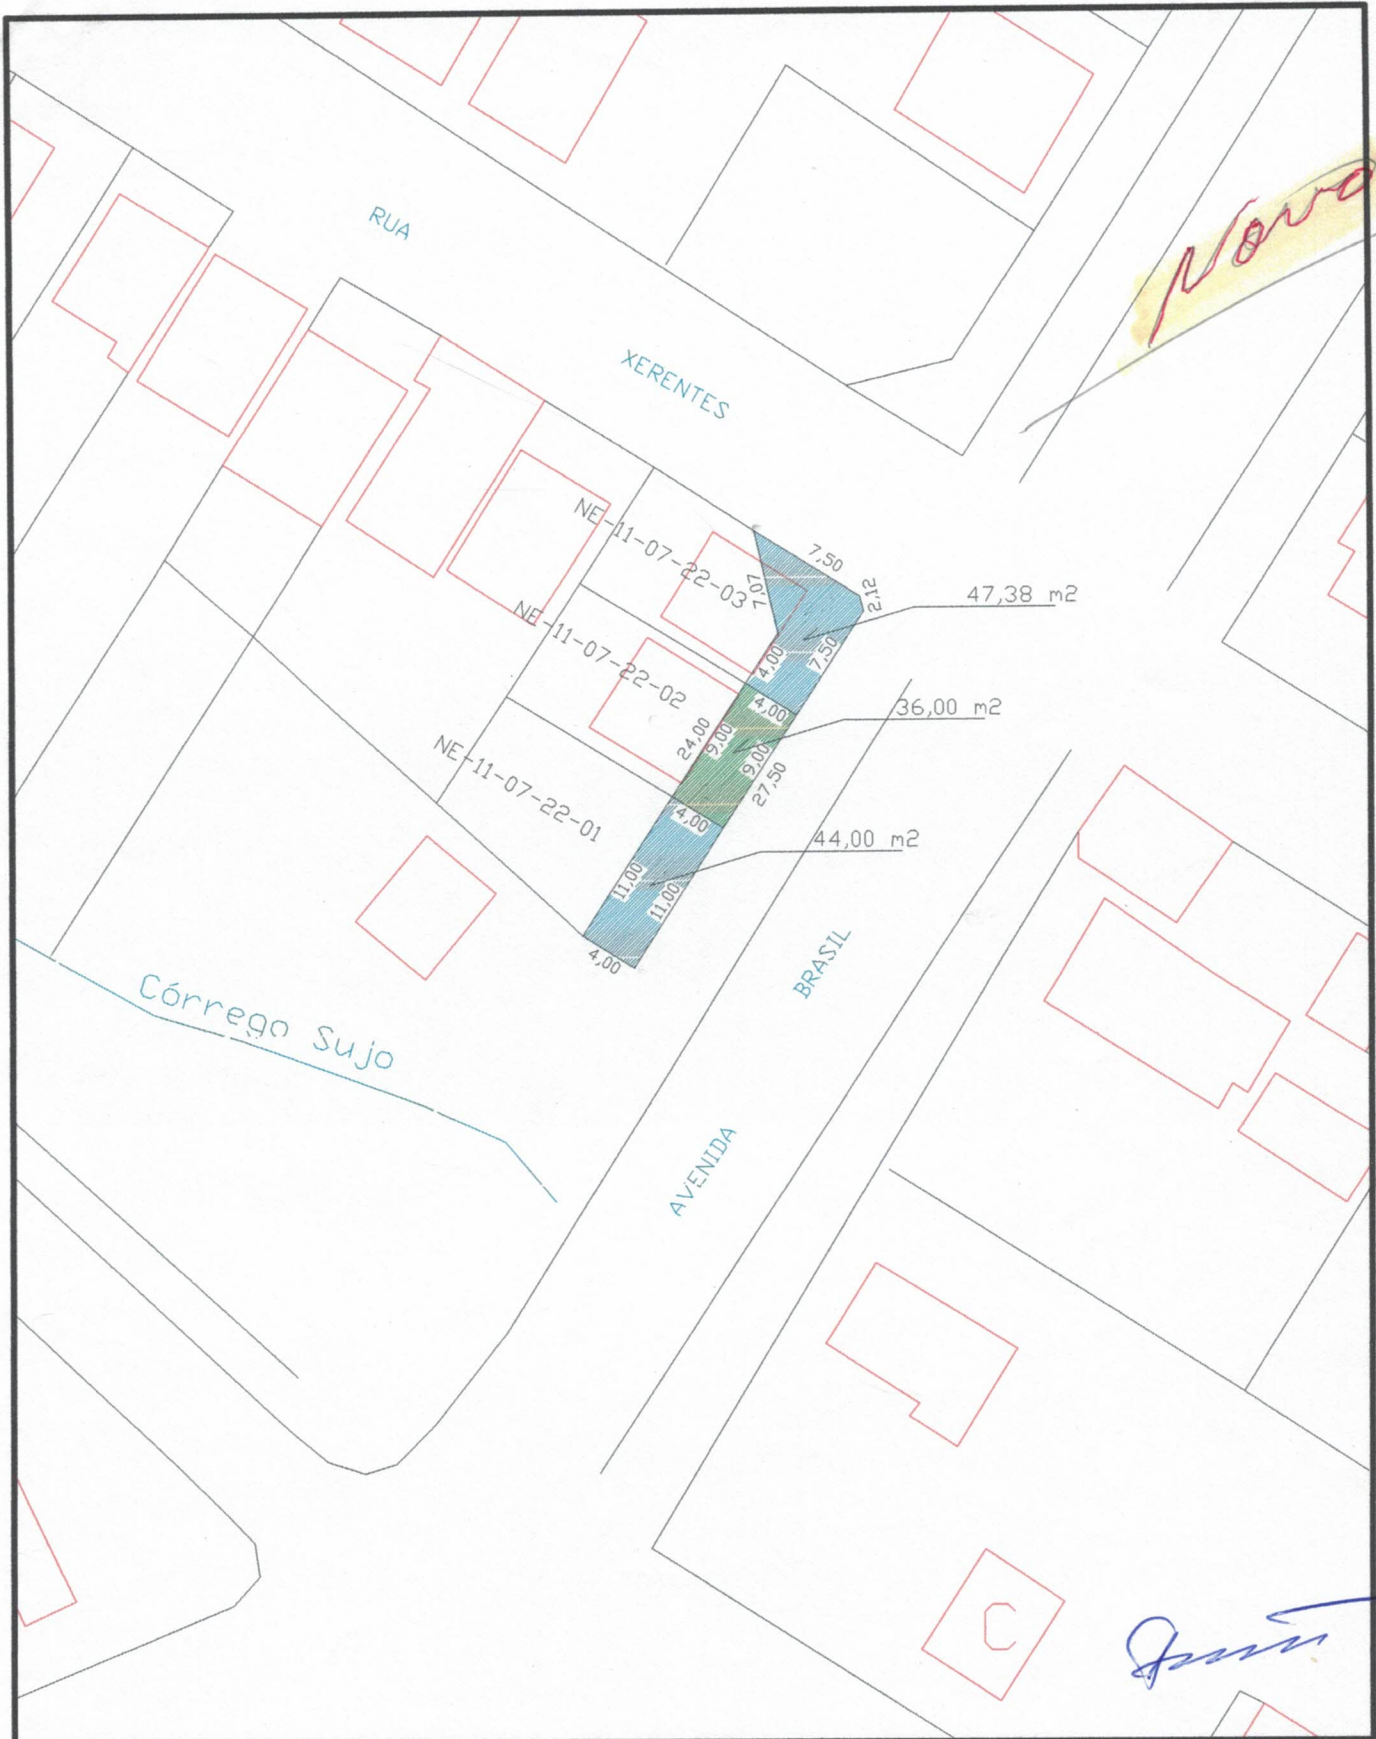 RUA
Novo
XERENTES
NE-11-07-22-03
7,50
7,07
2,12
47,38 m2
NE-11-07-22-02
4,00
7,50
4,00
36,00 m2
24,00
9,00
9,00
27,50
NE-11-07-22-01
4,00
44,00 m2
11,00
11,00
4,00
BRASIL
Córrego Sujo
AVENIDA
C